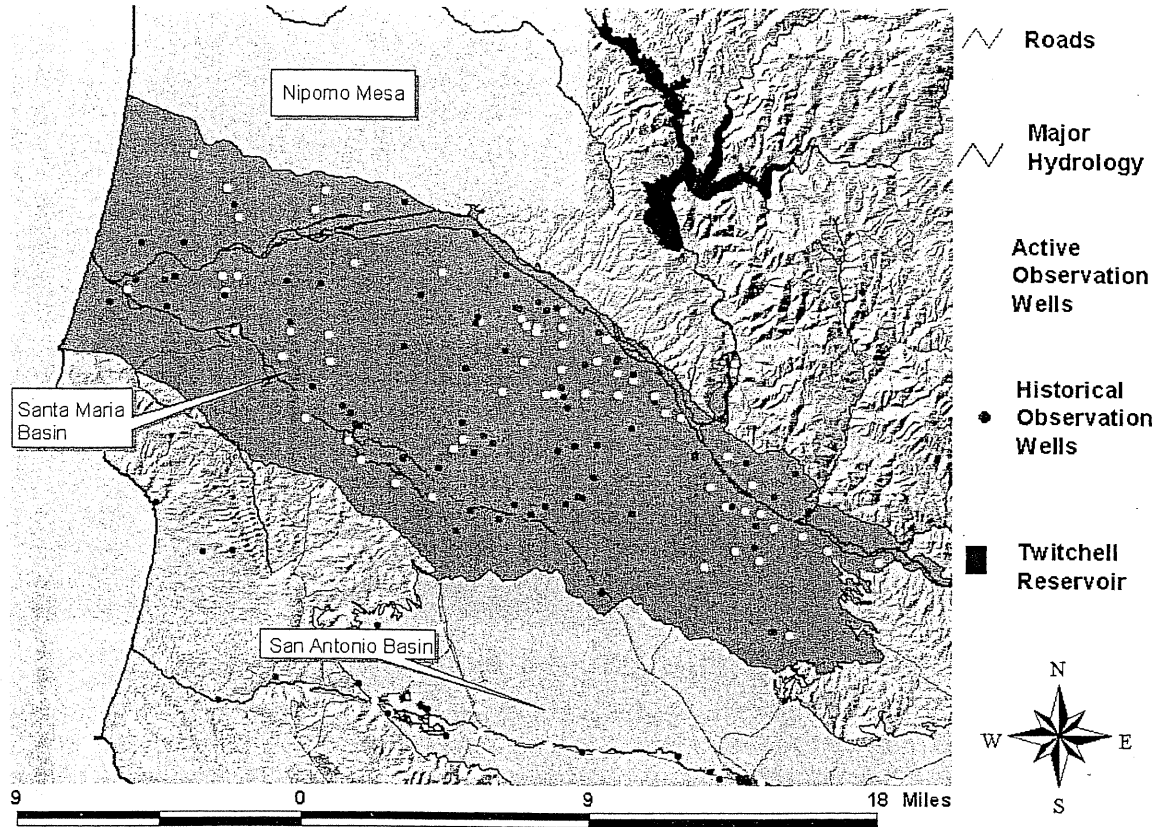 Nipomo Mesa
Santa Maria
Basin
San Antonio Basin
9 0 9 18 Miles
Roads
Major
Hydrology
Active
Observation
Wells
Historical
Observation
Wells
Twitchell
Reservoir
N
W E
S